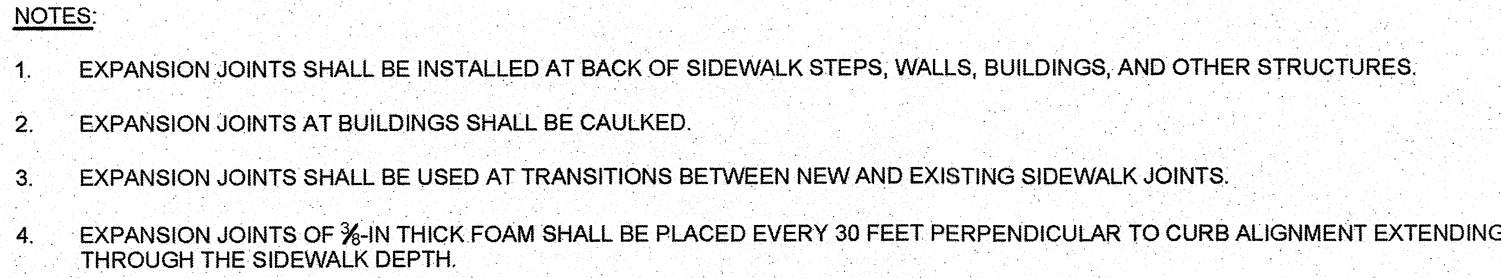 NOTES:
1. EXPANSION JOINTS SHALL BE INSTALLED AT BACK OF SIDEWALK STEPS, WALLS, BUILDINGS, AND OTHER STRUCTURES.
2. EXPANSION JOINTS AT BUILDINGS SHALL BE CAULKED.
3. EXPANSION JOINTS SHALL BE USED AT TRANSITIONS BETWEEN NEW AND EXISTING SIDEWALK JOINTS.
4. EXPANSION JOINTS OF ⅜-IN THICK FOAM SHALL BE PLACED EVERY 30 FEET PERPENDICULAR TO CURB ALIGNMENT EXTENDING
THROUGH THE SIDEWALK DEPTH.